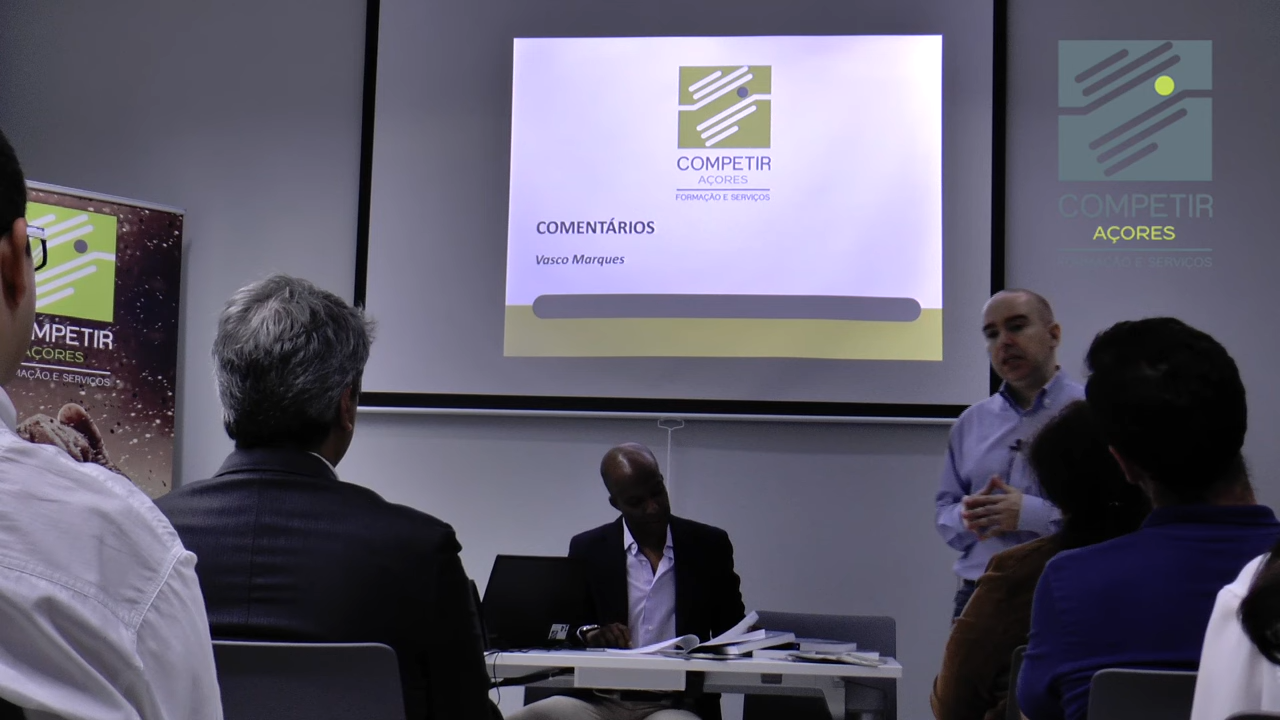 COMPETIR
AÇORES
FORMAÇÃO E SERVIÇOS
COMENTÁRIOS
Vasco Marques
MPETIR
AÇORES
MAÇÃO E SERVIÇOS
COMPETIR
AÇORES
FORMAÇÃO E SERVIÇOS